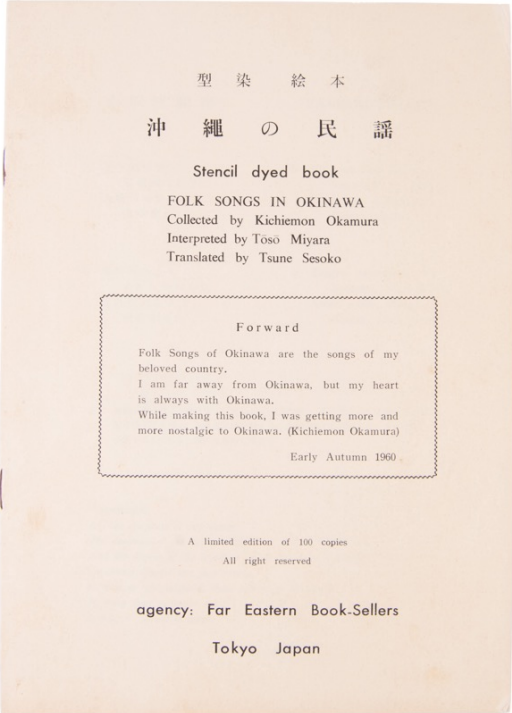 型染 絵本
沖繩の民謡
Stencil dyed book
FOLK SONGS IN OKINAWA
Collected by Kichiemon Okamura
Interpreted by Tōsō Miyara
Translated by Tsune Sesoko
Forward
Folk Songs of Okinawa are the songs of my
beloved country.
I am far away from Okinawa, but my heart
is always with Okinawa.
While making this book, I was getting more and
more nostalgic to Okinawa. (Kichiemon Okamura)
Early Autumn 1960
A limited edition of 100 copies
All right reserved
agency: Far Eastern Book-Sellers
Tokyo Japan